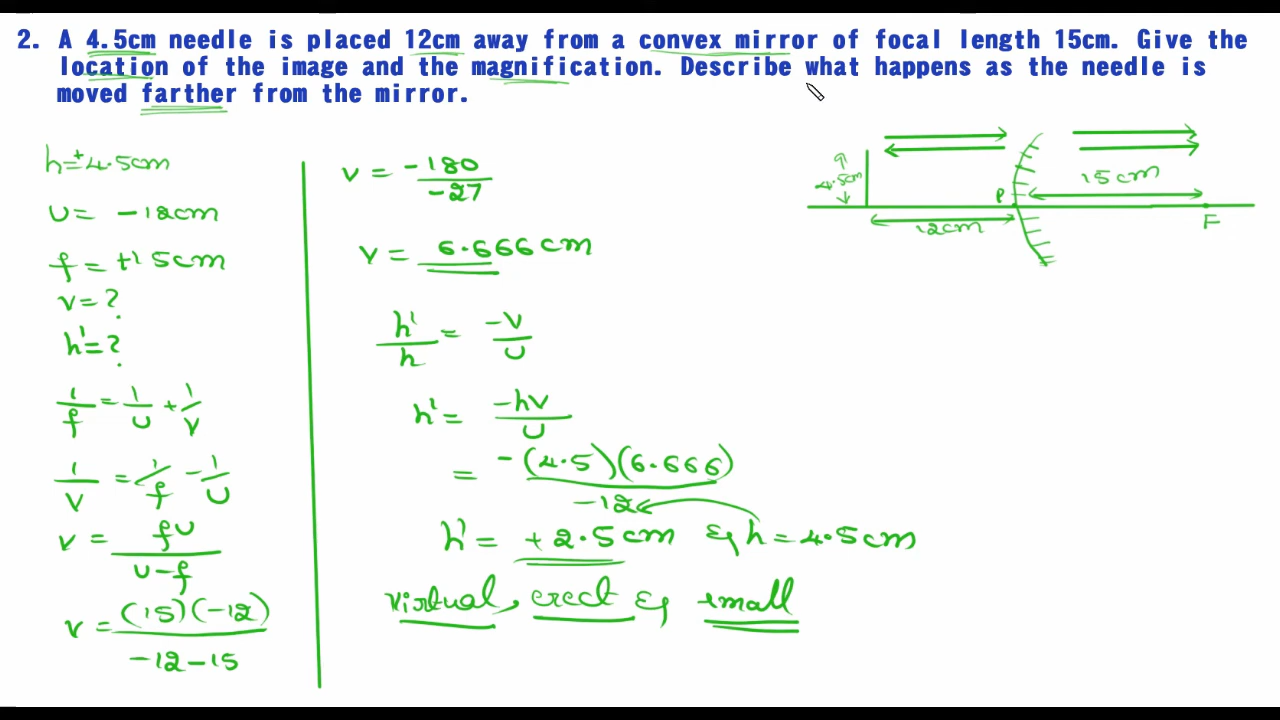 2. A 4.5cm needle is placed 12cm away from a convex mirror of focal length 15cm. Give the
location of the image and the magnification. Describe what happens as the needle is
moved farther from the mirror.
h=+4.5cm
u= -12cm
f= +15cm
v=?
h'=?
1/f = 1/u + 1/v
1/v = 1/f - 1/u
v= fu/u-f
v= (15)(-12)/-12-15
v= -180/-27
v= 6.666cm
h'/h = -v/u
h'= -hv/u
= -(4.5)(6.666)/-12
h'= +2.5cm & h=4.5cm
virtual, erect & small
4.5cm
P
15cm
12cm
F